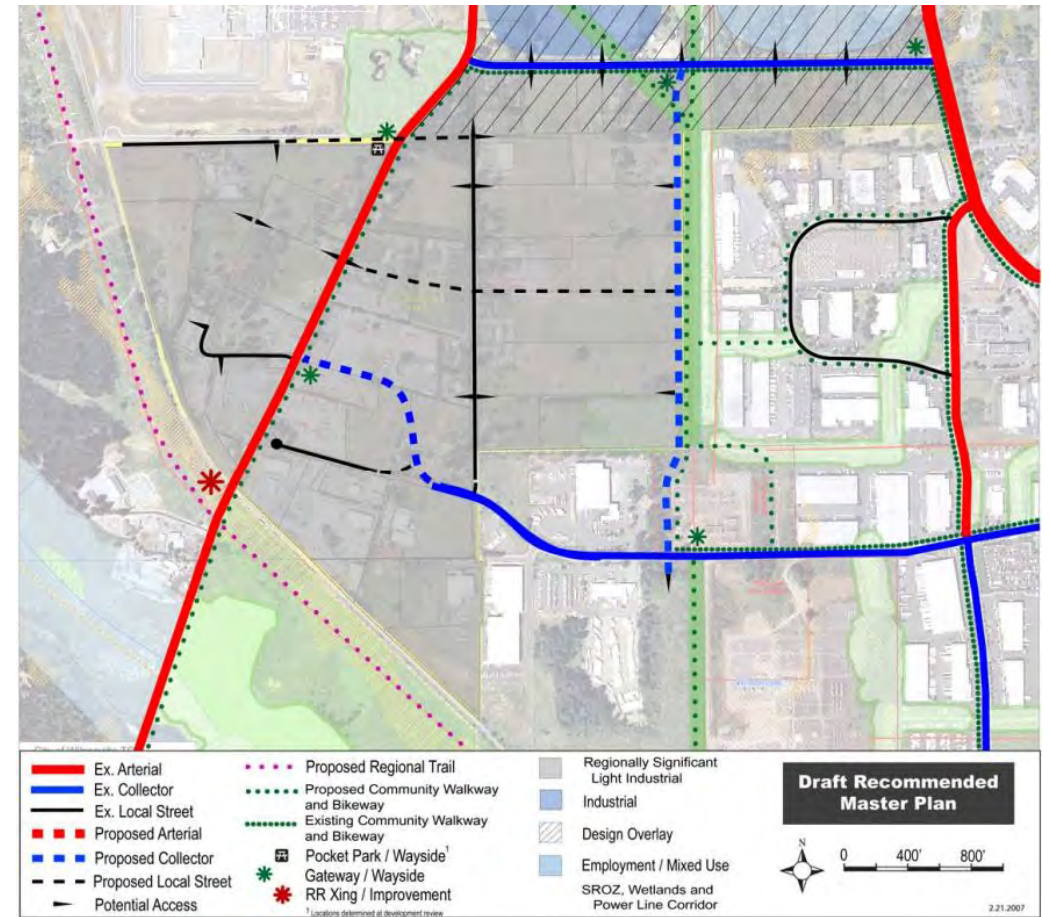 Ex. Arterial
Ex. Collector
Ex. Local Street
Proposed Arterial
Proposed Collector
Proposed Local Street
Potential Access
Proposed Regional Trail
Proposed Community Walkway
and Bikeway
Existing Community Walkway
and Bikeway
Pocket Park / Wayside¹
Gateway / Wayside
RR Xing / Improvement
¹ Locations determined at development review
Regionally Significant
Light Industrial
Industrial
Design Overlay
Employment / Mixed Use
SROZ, Wetlands and
Power Line Corridor
Draft Recommended
Master Plan
N
0 400' 800'
2.21.2007